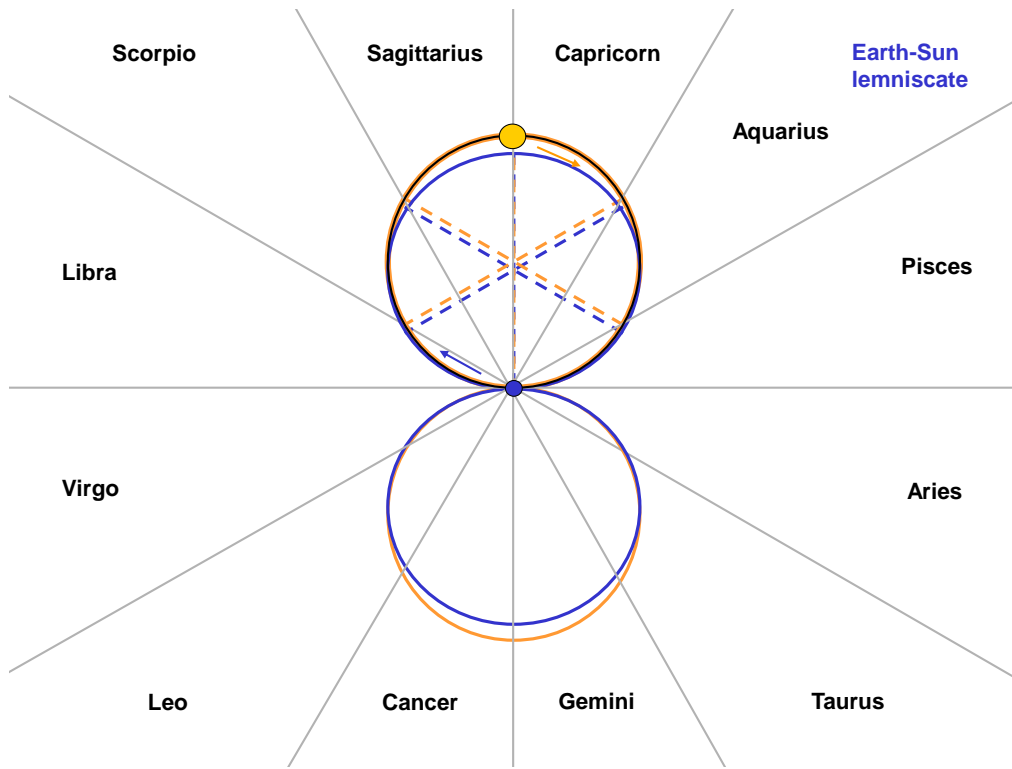 Scorpio
Sagittarius
Capricorn
Earth-Sun
lemniscate
Aquarius
Libra
Pisces
Virgo
Aries
Leo
Cancer
Gemini
Taurus